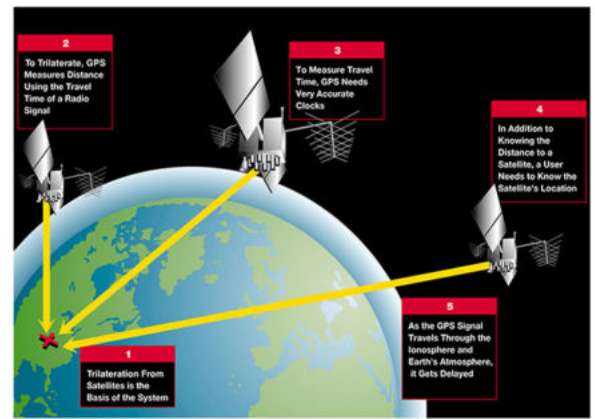 2
To Trilaterate, GPS
Measures Distance
Using the Travel
Time of a Radio
Signal
3
To Measure Travel
Time, GPS Needs
Very Accurate
Clocks
4
In Addition to
Knowing the
Distance to a
Satellite, a User
Needs to Know the
Satellite's Location
5
As the GPS Signal
Travels Through the
Ionosphere and
Earth's Atmosphere,
it Gets Delayed
1
Trilateration From
Satellites is the
Basis of the System